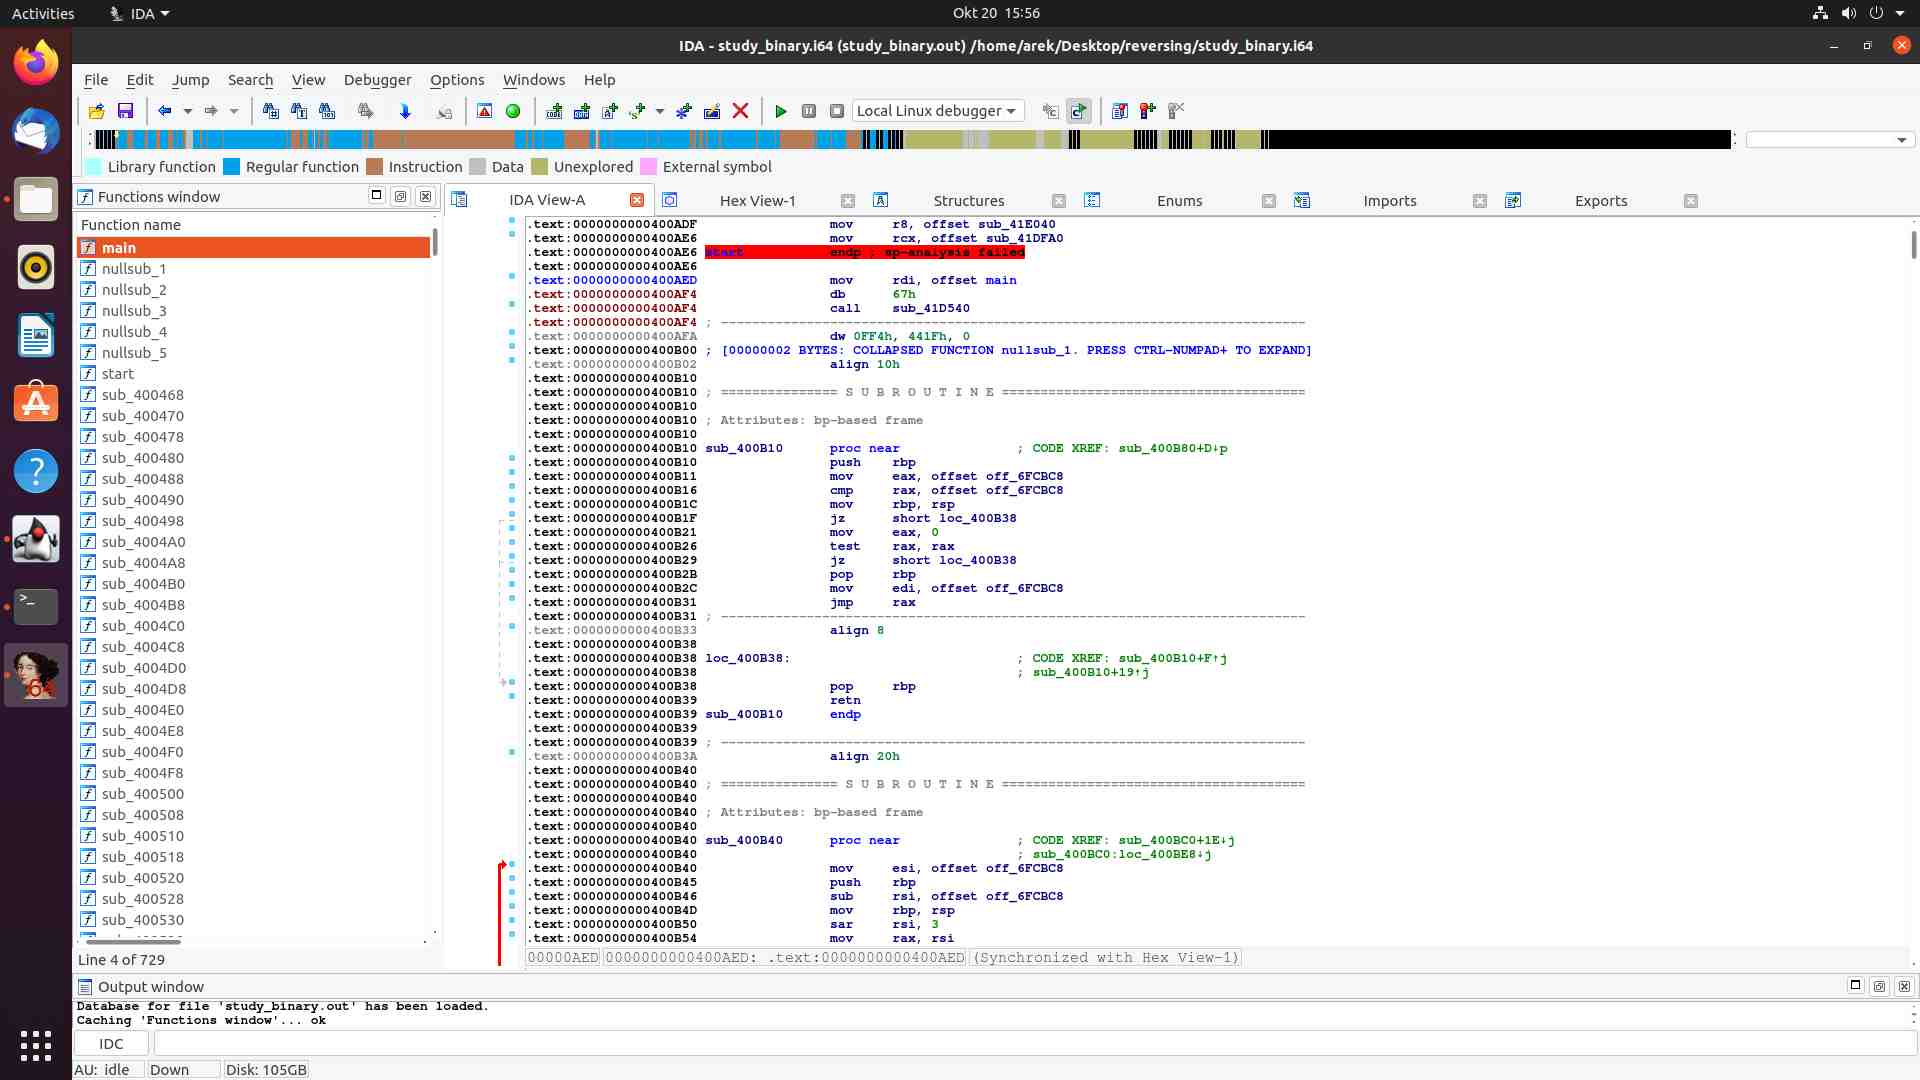 Activities IDA Okt 20 15:56
IDA - study_binary.i64 (study_binary.out) /home/arek/Desktop/reversing/study_binary.i64
File Edit Jump Search View Debugger Options Windows Help
Local Linux debugger
Library function Regular function Instruction Data Unexplored External symbol
Functions window
Function name
main
nullsub_1
nullsub_2
nullsub_3
nullsub_4
nullsub_5
start
sub_400468
sub_400470
sub_400478
sub_400480
sub_400488
sub_400490
sub_400498
sub_4004A0
sub_4004A8
sub_4004B0
sub_4004B8
sub_4004C0
sub_4004C8
sub_4004D0
sub_4004D8
sub_4004E0
sub_4004E8
sub_4004F0
sub_4004F8
sub_400500
sub_400508
sub_400510
sub_400518
sub_400520
sub_400528
sub_400530
Line 4 of 729
IDA View-A Hex View-1 Structures Enums Imports Exports
.text:0000000000400ADF mov r8, offset sub_41E040
.text:0000000000400AE6 mov rcx, offset sub_41DFA0
.text:0000000000400AE6 start endp ; sp-analysis failed
.text:0000000000400AE6
.text:0000000000400AED mov rdi, offset main
.text:0000000000400AF4 db 67h
.text:0000000000400AF4 call sub_41D540
.text:0000000000400AF4 ; ---------------------------------------------------------------------------
.text:0000000000400AFA dw 0FF4h, 441Fh, 0
.text:0000000000400B00 ; [00000002 BYTES: COLLAPSED FUNCTION nullsub_1. PRESS CTRL-NUMPAD+ TO EXPAND]
.text:0000000000400B02 align 10h
.text:0000000000400B10
.text:0000000000400B10 ; =============== S U B R O U T I N E =======================================
.text:0000000000400B10
.text:0000000000400B10 ; Attributes: bp-based frame
.text:0000000000400B10
.text:0000000000400B10 sub_400B10 proc near ; CODE XREF: sub_400B80+D↓p
.text:0000000000400B10 push rbp
.text:0000000000400B11 mov eax, offset off_6FCBC8
.text:0000000000400B16 cmp rax, offset off_6FCBC8
.text:0000000000400B1C mov rbp, rsp
.text:0000000000400B1F jz short loc_400B38
.text:0000000000400B21 mov eax, 0
.text:0000000000400B26 test rax, rax
.text:0000000000400B29 jz short loc_400B38
.text:0000000000400B2B pop rbp
.text:0000000000400B2C mov edi, offset off_6FCBC8
.text:0000000000400B31 jmp rax
.text:0000000000400B31 ; ---------------------------------------------------------------------------
.text:0000000000400B33 align 8
.text:0000000000400B38
.text:0000000000400B38 loc_400B38: ; CODE XREF: sub_400B10+F↑j
.text:0000000000400B38 ; sub_400B10+19↑j
.text:0000000000400B38 pop rbp
.text:0000000000400B39 retn
.text:0000000000400B39 sub_400B10 endp
.text:0000000000400B39
.text:0000000000400B39 ; ---------------------------------------------------------------------------
.text:0000000000400B3A align 20h
.text:0000000000400B40
.text:0000000000400B40 ; =============== S U B R O U T I N E =======================================
.text:0000000000400B40
.text:0000000000400B40 ; Attributes: bp-based frame
.text:0000000000400B40
.text:0000000000400B40 sub_400B40 proc near ; CODE XREF: sub_400BC0+1E↓j
.text:0000000000400B40 ; sub_400BC0:loc_400BE8↓j
.text:0000000000400B40 mov esi, offset off_6FCBC8
.text:0000000000400B45 push rbp
.text:0000000000400B46 sub rsi, offset off_6FCBC8
.text:0000000000400B4D mov rbp, rsp
.text:0000000000400B50 sar rsi, 3
.text:0000000000400B54 mov rax, rsi
00000AED 0000000000400AED: .text:0000000000400AED (Synchronized with Hex View-1)
Output window
Database for file 'study_binary.out' has been loaded.
Caching 'Functions window'... ok
IDC
AU: idle Down Disk: 105GB